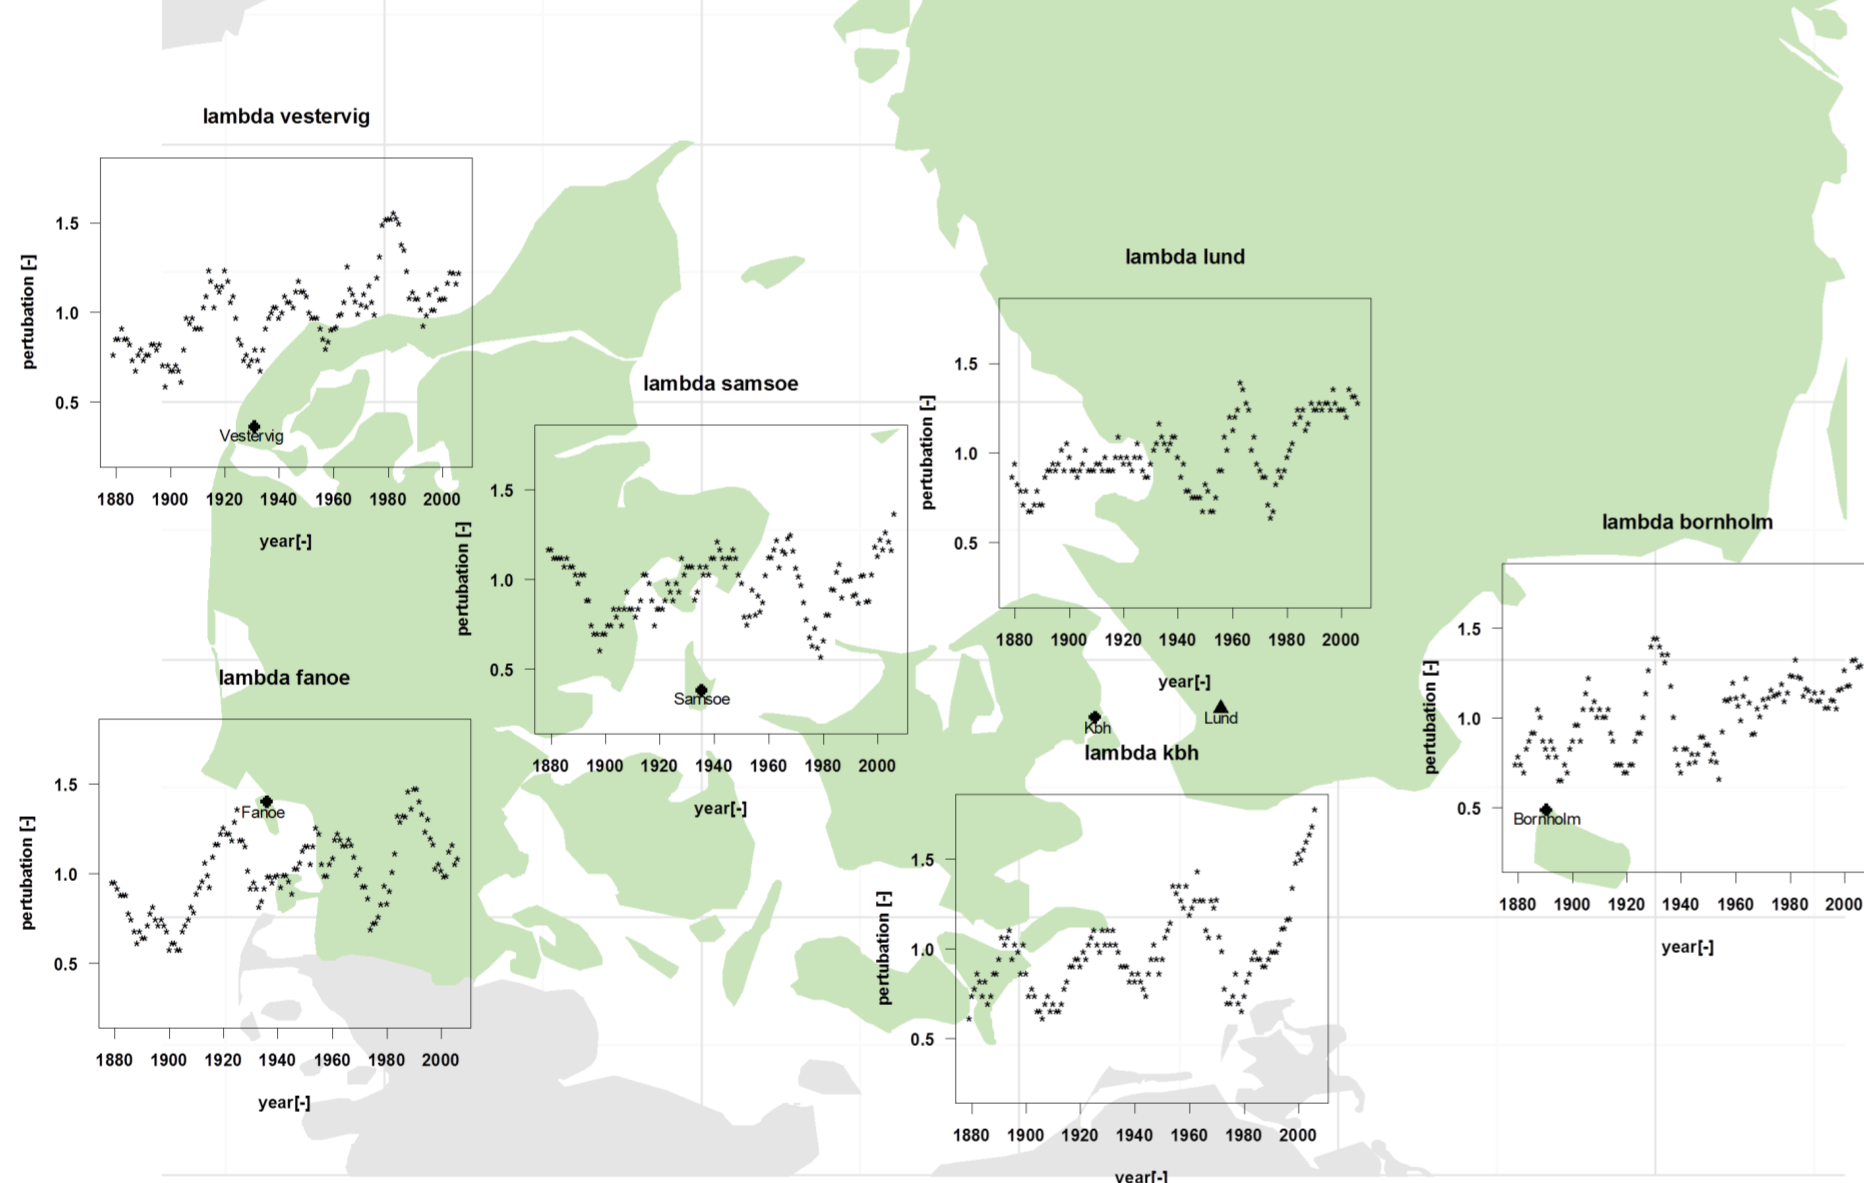 lambda vestervig
pertubation [-]
1.5
1.0
0.5
Vestervig
1880 1900 1920 1940 1960 1980 2000
year[-]
lambda samsoe
pertubation [-]
1.5
1.0
0.5
Samsoe
1880 1900 1920 1940 1960 1980 2000
year[-]
lambda lund
pertubation [-]
1.5
1.0
0.5
1880 1900 1920 1940 1960 1980 2000
year[-]
Lund
Kbh
lambda bornholm
pertubation [-]
1.5
1.0
0.5
Bornholm
1880 1900 1920 1940 1960 1980 2000
year[-]
lambda fanoe
pertubation [-]
1.5
1.0
0.5
Fanoe
1880 1900 1920 1940 1960 1980 2000
year[-]
lambda kbh
pertubation [-]
1.5
1.0
0.5
1880 1900 1920 1940 1960 1980 2000
year[-]